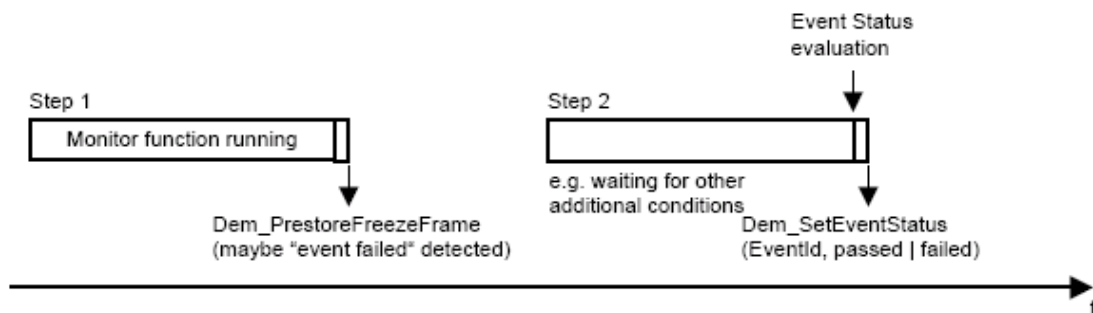 Event Status
evaluation
Step 1
Step 2
Monitor function running
e.g. waiting for other
additional conditions
Dem_PrestoreFreezeFrame
(maybe “event failed“ detected)
Dem_SetEventStatus
(EventId, passed | failed)
t